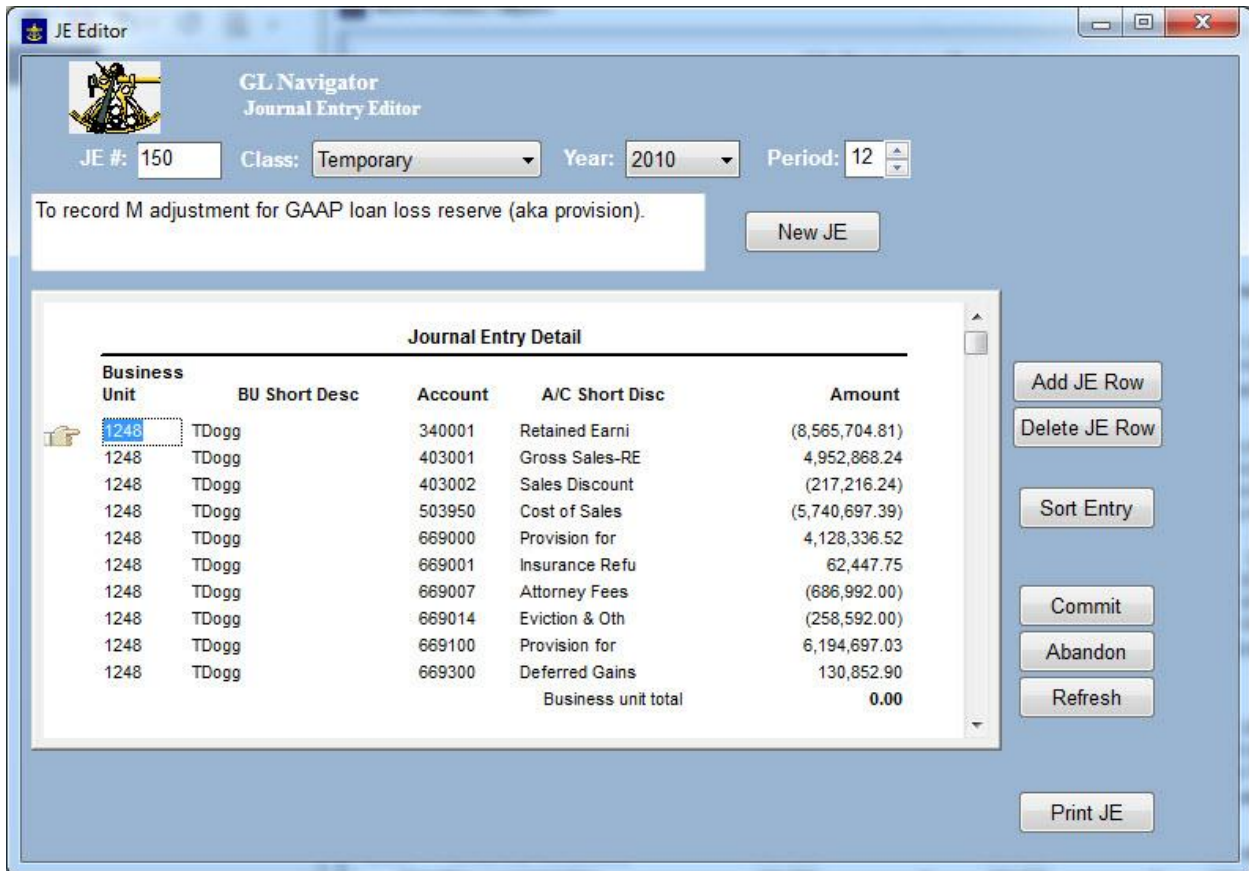 JE Editor
GL Navigator
Journal Entry Editor
JE #: 150 Class: Temporary Year: 2010 Period: 12
To record M adjustment for GAAP loan loss reserve (aka provision).
New JE
Journal Entry Detail
Business
Unit BU Short Desc Account A/C Short Disc Amount
1248 TDogg 340001 Retained Earni (8,565,704.81)
1248 TDogg 403001 Gross Sales-RE 4,952,868.24
1248 TDogg 403002 Sales Discount (217,216.24)
1248 TDogg 503950 Cost of Sales (5,740,697.39)
1248 TDogg 669000 Provision for 4,128,336.52
1248 TDogg 669001 Insurance Refu 62,447.75
1248 TDogg 669007 Attorney Fees (686,992.00)
1248 TDogg 669014 Eviction & Oth (258,592.00)
1248 TDogg 669100 Provision for 6,194,697.03
1248 TDogg 669300 Deferred Gains 130,852.90
Business unit total 0.00
Add JE Row
Delete JE Row
Sort Entry
Commit
Abandon
Refresh
Print JE